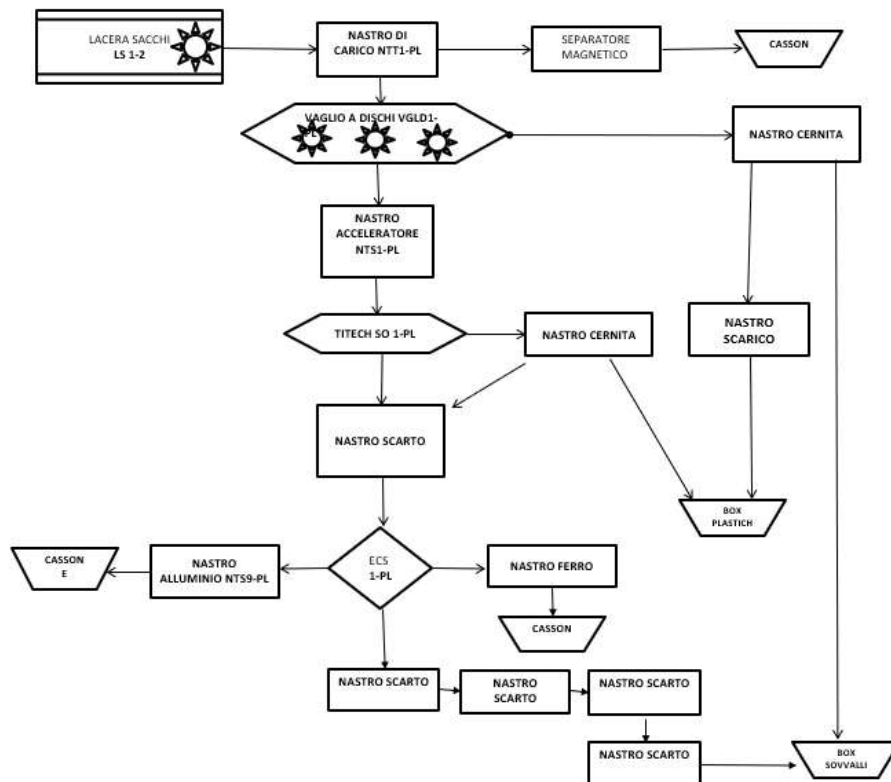 LACERA SACCHI
LS 1-2
NASTRO DI
CARICO NTT1-PL
SEPARATORE
MAGNETICO
CASSON
VAGLIO A DISCHI VGLD1-
PL
NASTRO CERNITA
NASTRO
ACCELERATORE
NTS1-PL
TITECH SO 1-PL
NASTRO CERNITA
NASTRO
SCARICO
NASTRO SCARTO
BOX
PLASTICH
CASSON
E
NASTRO
ALLUMINIO NTS9-PL
ECS
1-PL
NASTRO FERRO
CASSON
NASTRO SCARTO
NASTRO
SCARTO
NASTRO SCARTO
NASTRO SCARTO
BOX
SOVVALLI